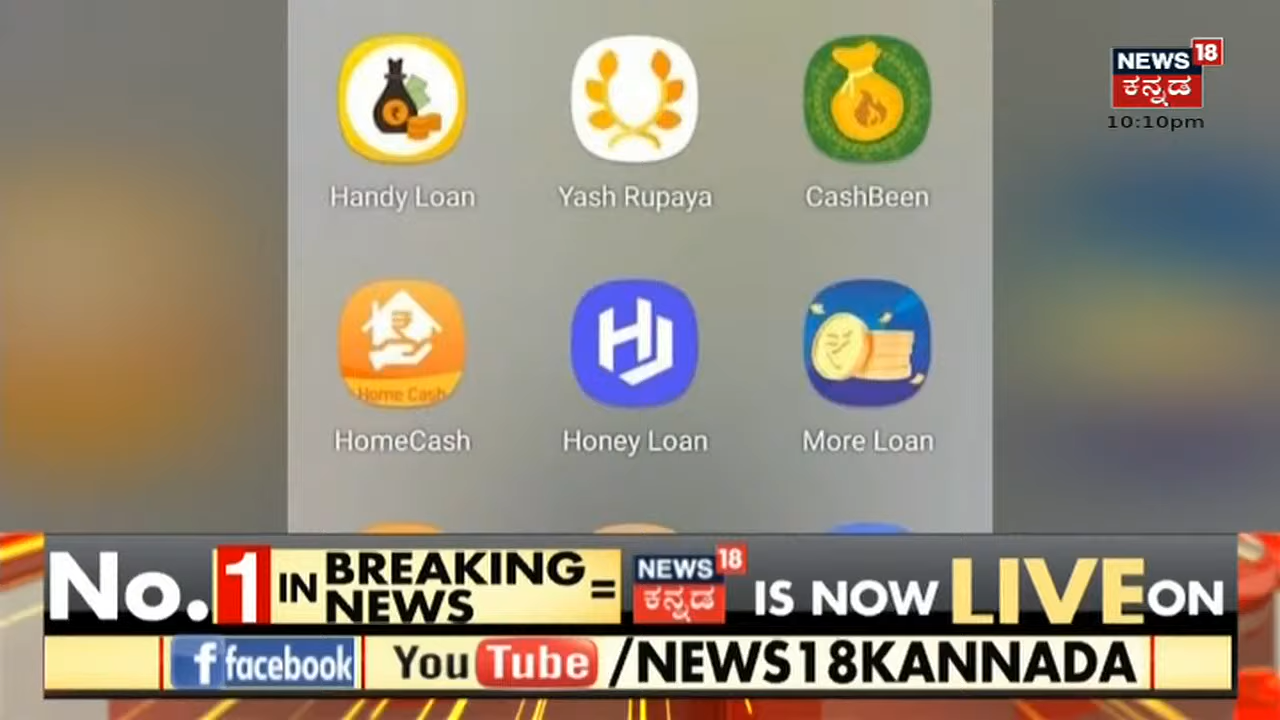 NEWS 18
ಕನ್ನಡ
10:10pm
Handy Loan Yash Rupaya CashBeen
Home Cash
HomeCash Honey Loan More Loan
No.1 IN BREAKING NEWS = NEWS 18 ಕನ್ನಡ IS NOW LIVE ON
facebook YouTube /NEWS18KANNADA